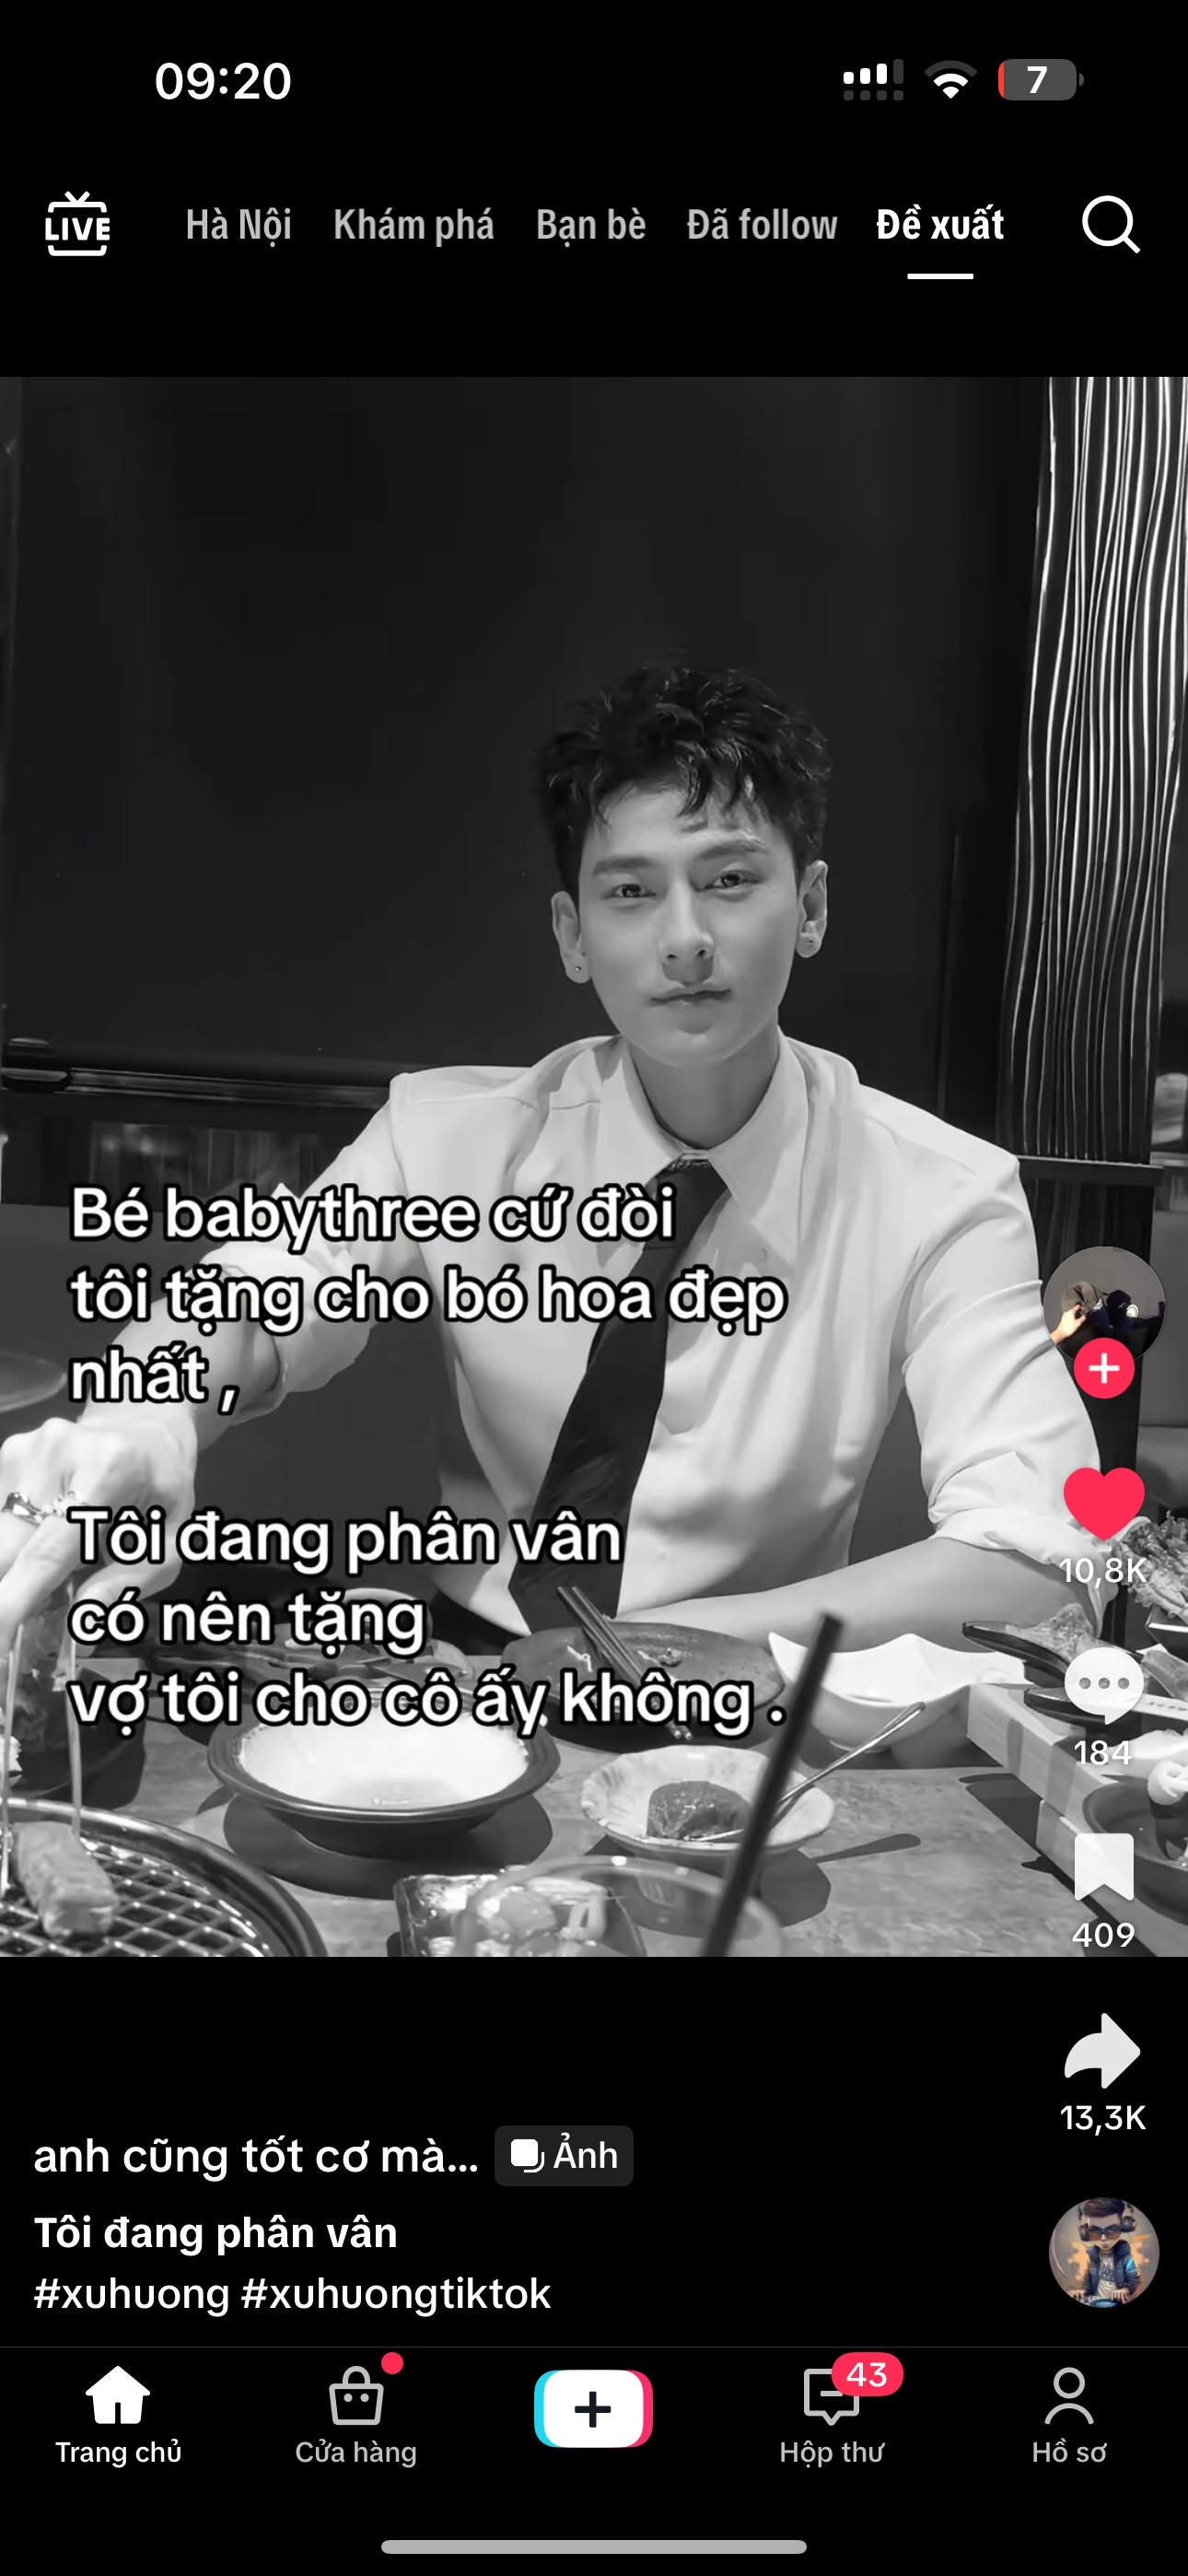 09:20
7
LIVE
Hà Nội Khám phá Bạn bè Đã follow Đề xuất
Bé babythree cứ đòi
tôi tặng cho bó hoa đẹp
nhất ,
Tôi đang phân vân
có nên tặng
vợ tôi cho cô ấy không .
10,8K
184
409
13,3K
anh cũng tốt cơ mà... Ảnh
Tôi đang phân vân
#xuhuong #xuhuongtiktok
43
Trang chủ Cửa hàng Hộp thư Hồ sơ